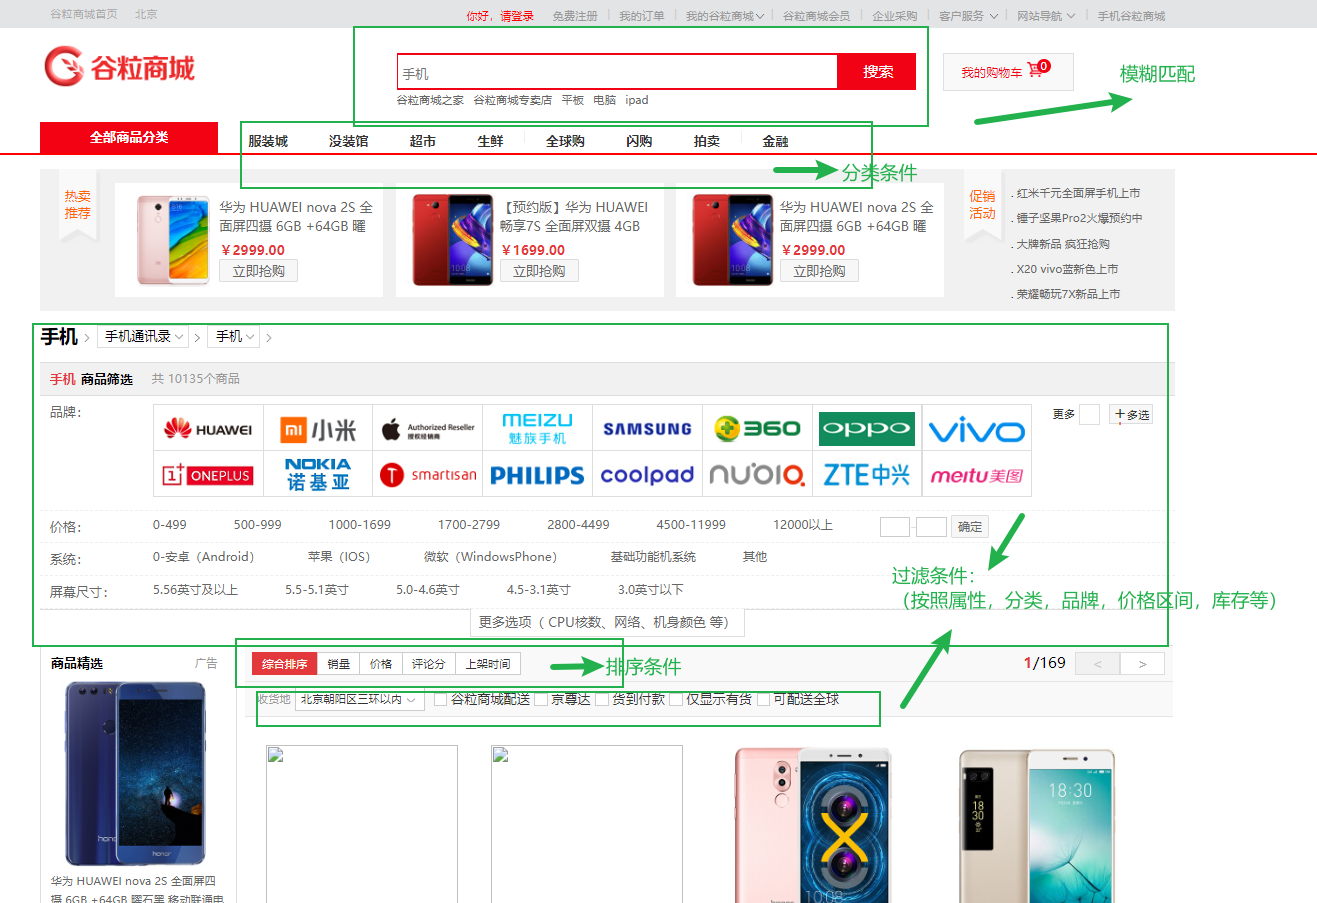 谷粒商城首页 北京
你好，请登录 免费注册 我的订单 我的谷粒商城 谷粒商城会员 企业采购 客户服务 网站导航 手机谷粒商城
谷粒商城
手机
搜索
我的购物车 0
模糊匹配
谷粒商城之家 谷粒商城专卖店 平板 电脑 ipad
全部商品分类
服装城 没装馆 超市 生鲜 全球购 闪购 拍卖 金融
分类条件
热卖
推荐
华为 HUAWEI nova 2S 全
面屏四摄 6GB +64GB 曜
￥2999.00
立即抢购
【预约版】华为 HUAWEI
畅享7S 全面屏双摄 4GB
￥1699.00
立即抢购
华为 HUAWEI nova 2S 全
面屏四摄 6GB +64GB 曜
￥2999.00
立即抢购
促销
活动
. 红米千元全面屏手机上市
. 锤子坚果Pro2火爆预约中
. 大牌新品 疯狂抢购
. X20 vivo蓝新色上市
. 荣耀畅玩7X新品上市
手机 > 手机通讯录 > 手机 >
手机 商品筛选 共 10135个商品
品牌：
HUAWEI 小米 Authorized Reseller 授权经销商 MEIZU 魅族手机 SAMSUNG 360 OPPO vivo
ONEPLUS NOKIA 诺基亚 smartisan PHILIPS coolpad nubia ZTE中兴 meitu美图
更多 +多选
价格： 0-499 500-999 1000-1699 1700-2799 2800-4499 4500-11999 12000以上 - 确定
系统： 0-安卓（Android） 苹果（IOS） 微软（WindowsPhone） 基础功能机系统 其他
屏幕尺寸： 5.56英寸及以上 5.5-5.1英寸 5.0-4.6英寸 4.5-3.1英寸 3.0英寸以下
过滤条件：
（按照属性，分类，品牌，价格区间，库存等）
更多选项（ CPU核数、网络、机身颜色 等）
商品精选 广告
综合排序 销量 价格 评论分 上架时间
排序条件
1/169 < >
收货地 北京朝阳区三环以内 谷粒商城配送 京尊达 货到付款 仅显示有货 可配送全球
honor
honor
华为 HUAWEI nova 2S 全面屏四
摄 6GB +64GB 曜石黑 移动联通电
10:08
18:30
18
30